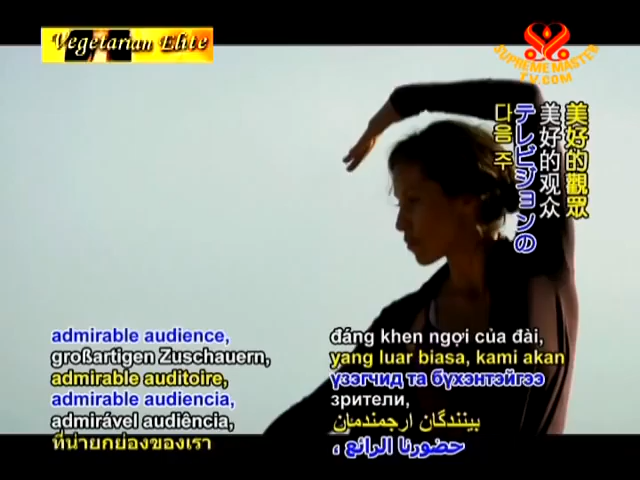 Vegetarian Elite
SUPREME MASTER
TV.COM
美好的觀眾
美好的观众
テレビジョンの
다음 주
admirable audience,
großartigen Zuschauern,
admirable auditoire,
admirable audiencia,
admirável audiência,
ที่น่ายกย่องของเรา
đáng khen ngợi của đài,
yang luar biasa, kami akan
үзэгчид та бүхэнтэйгээ
зрители,
بینندگان ارجمندمان
حضورنا الرائع ،